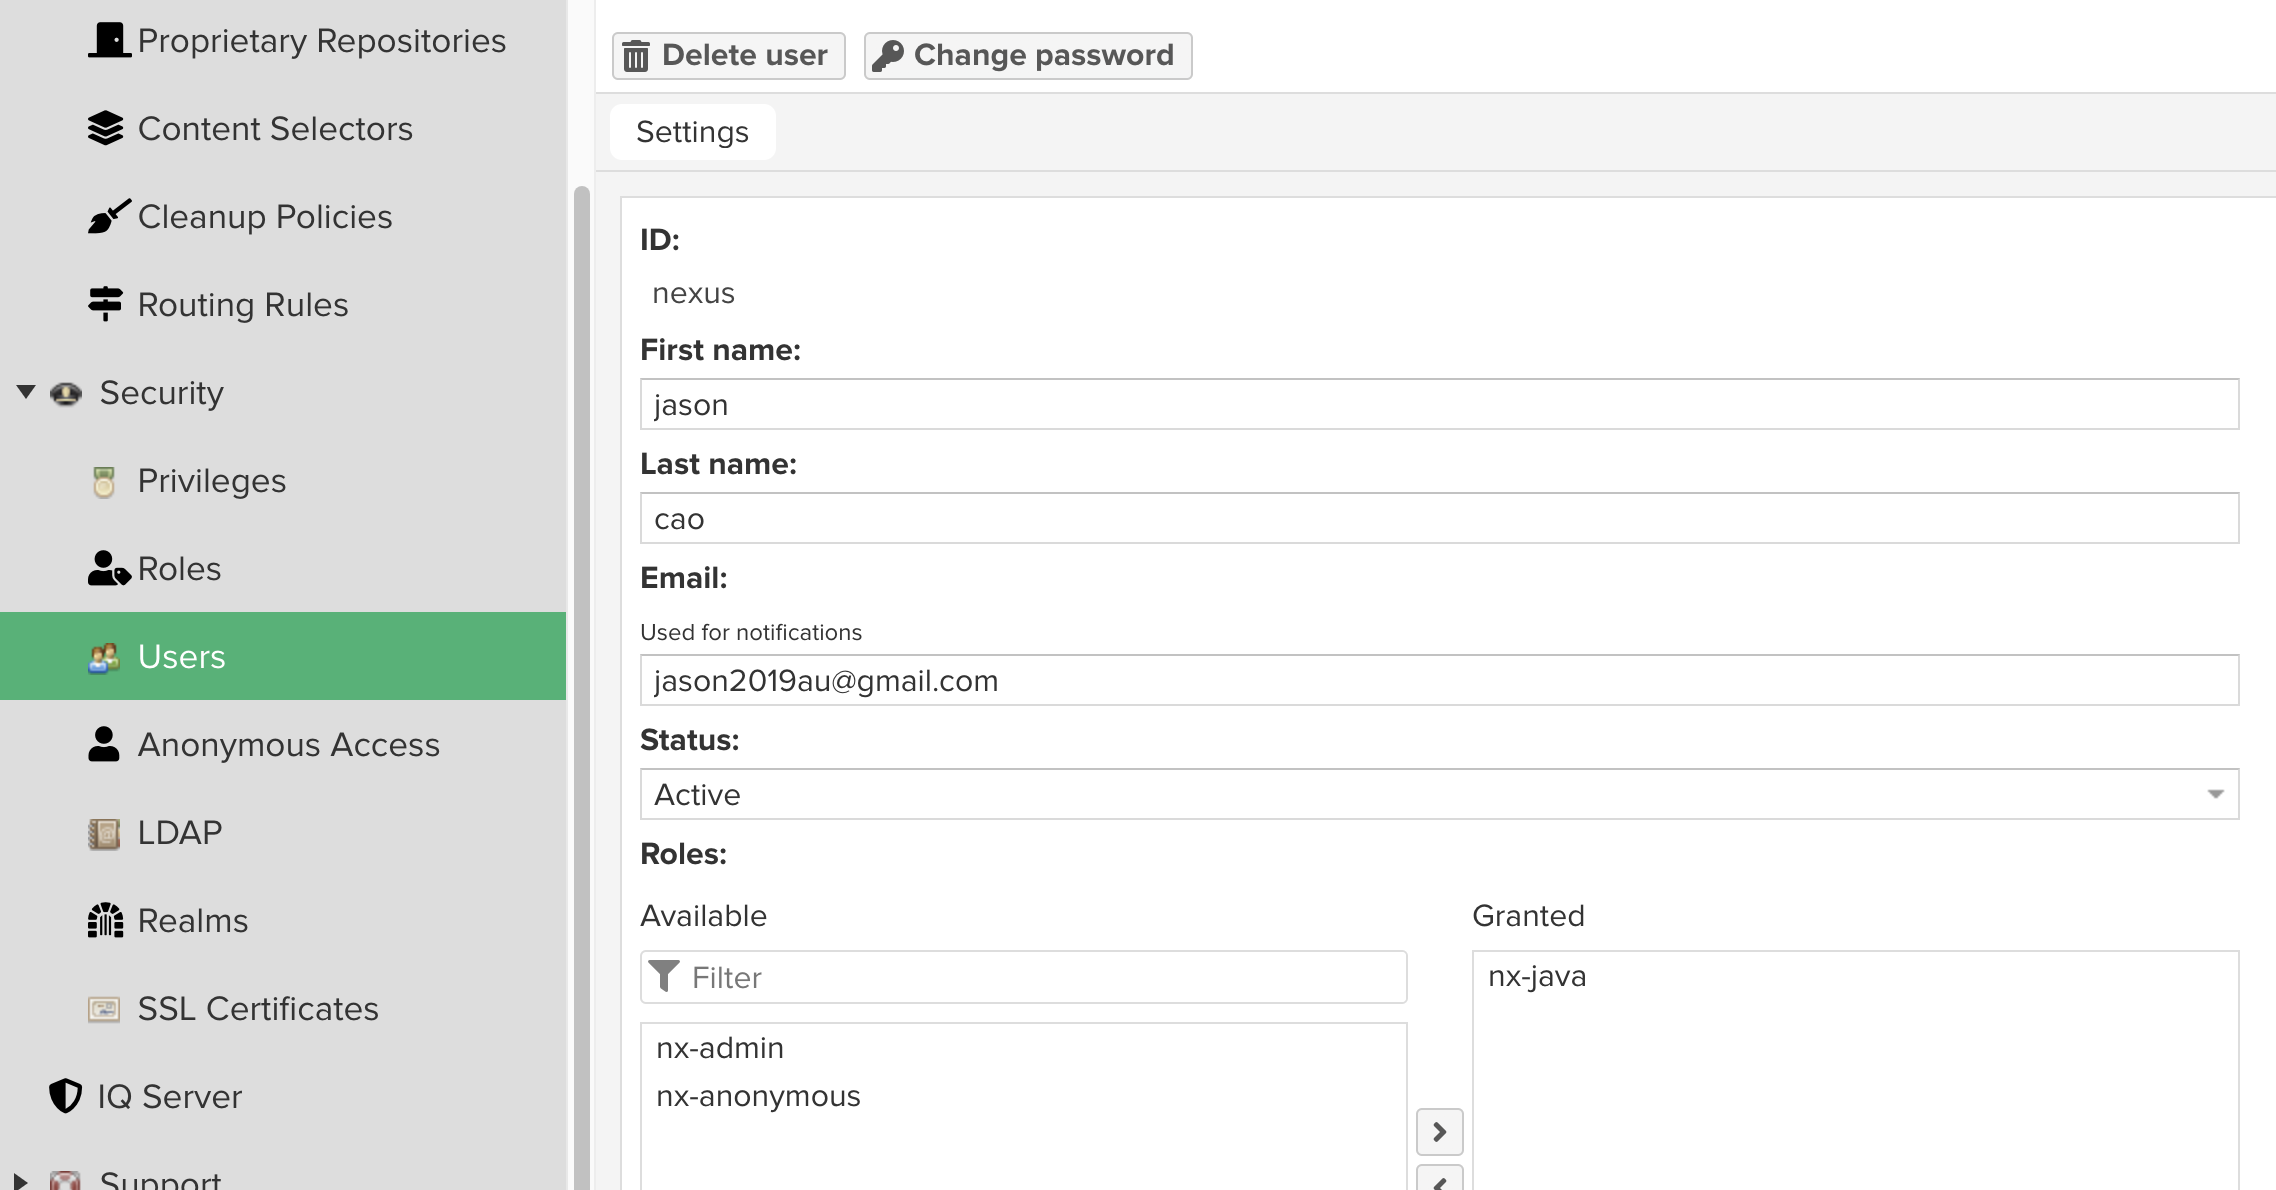 Proprietary Repositories
Content Selectors
Cleanup Policies
Routing Rules
Security
Privileges
Roles
Users
Anonymous Access
LDAP
Realms
SSL Certificates
IQ Server
Support
Delete user
Change password
Settings
ID:
nexus
First name:
jason
Last name:
cao
Email:
Used for notifications
jason2019au@gmail.com
Status:
Active
Roles:
Available
Filter
nx-admin
nx-anonymous
Granted
nx-java